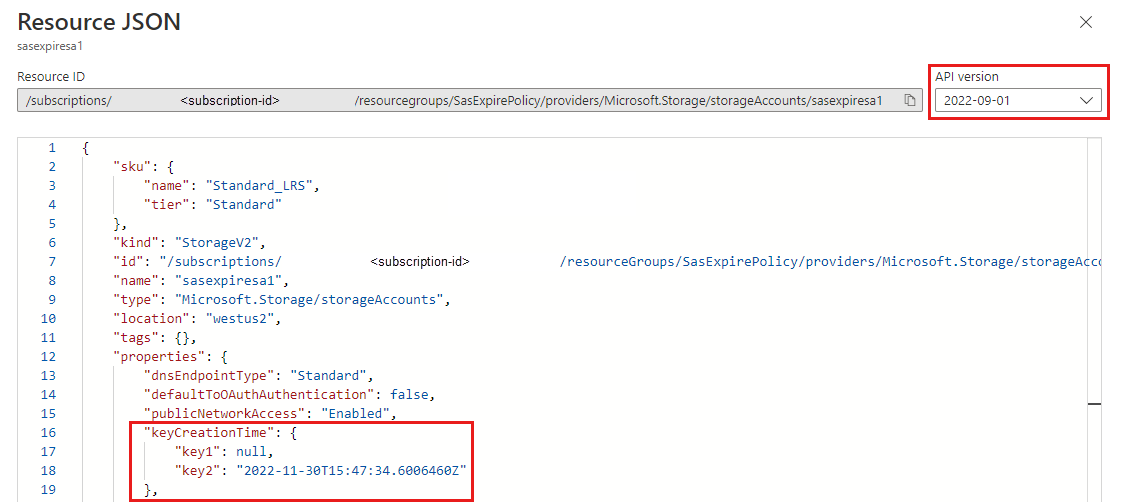 Resource JSON
sasexpiresa1
Resource ID
API version
/subscriptions/ <subscription-id> /resourcegroups/SasExpirePolicy/providers/Microsoft.Storage/storageAccounts/sasexpiresa1
2022-09-01
1 {
2 "sku": {
3 "name": "Standard_LRS",
4 "tier": "Standard"
5 },
6 "kind": "StorageV2",
7 "id": "/subscriptions/ <subscription-id> /resourceGroups/SasExpirePolicy/providers/Microsoft.Storage/storageAcco
8 "name": "sasexpiresa1",
9 "type": "Microsoft.Storage/storageAccounts",
10 "location": "westus2",
11 "tags": {},
12 "properties": {
13 "dnsEndpointType": "Standard",
14 "defaultToOAuthAuthentication": false,
15 "publicNetworkAccess": "Enabled",
16 "keyCreationTime": {
17 "key1": null,
18 "key2": "2022-11-30T15:47:34.6006460Z"
19 },